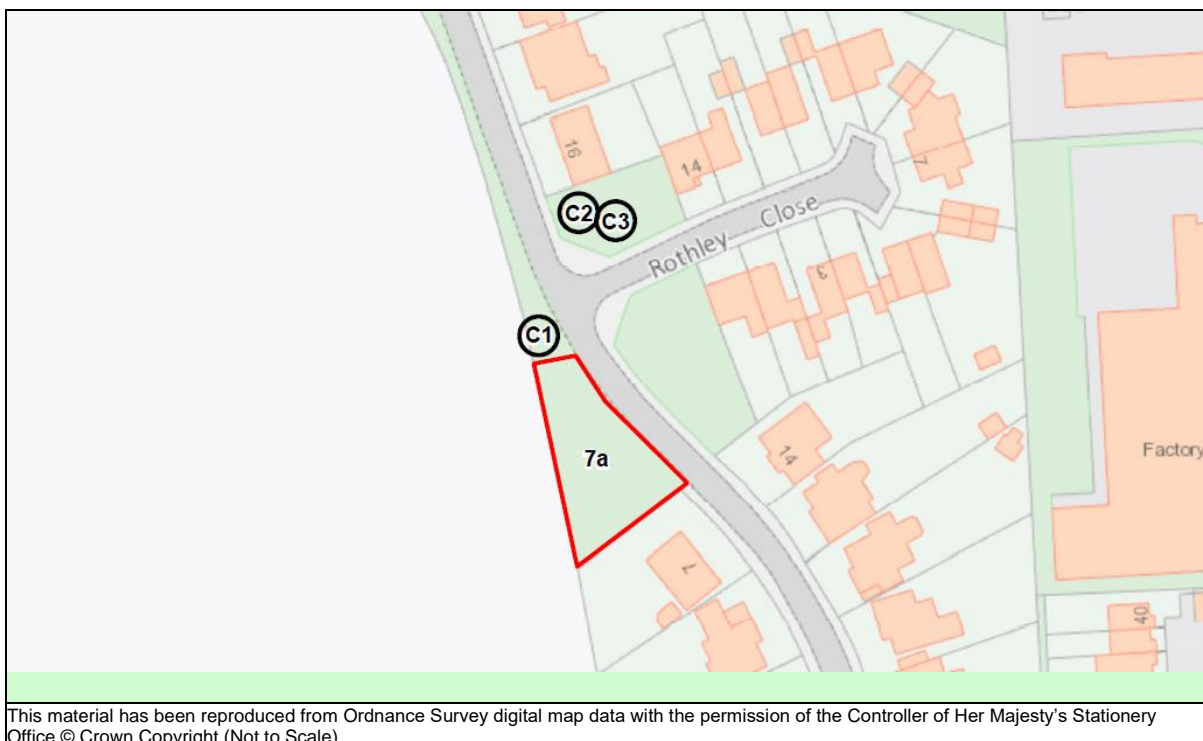 16
14
7
C2
C3
Rothley Close
3
C1
7a
14
Factory
7
40
This material has been reproduced from Ordnance Survey digital map data with the permission of the Controller of Her Majesty's Stationery
Office © Crown Copyright (Not to Scale)